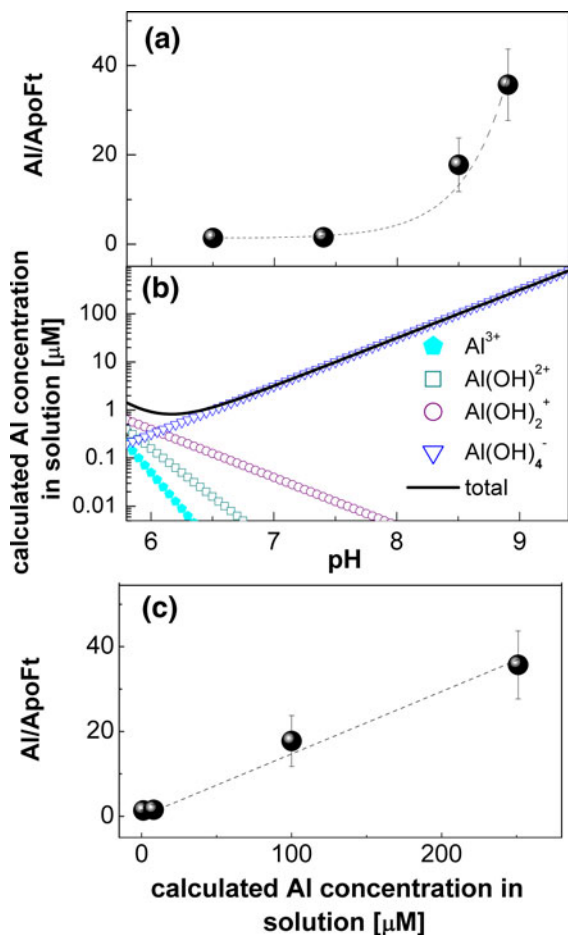 (a)
Al/ApoFt
40
20
0
(b)
calculated Al concentration
in solution [µM]
100
10
1
0.1
0.01
Al³⁺
Al(OH)²⁺
Al(OH)₂⁺
Al(OH)₄⁻
total
6 7 8 9
pH
(c)
Al/ApoFt
40
20
0
0 100 200
calculated Al concentration in
solution [µM]